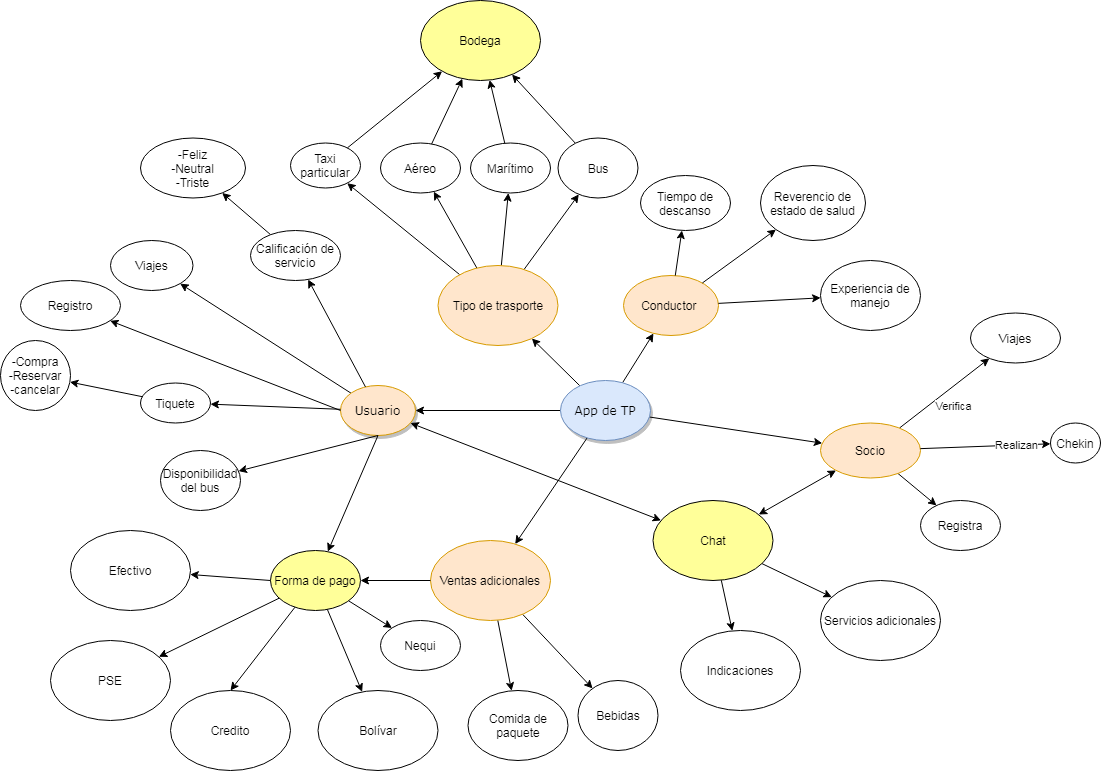 Bodega
-Feliz
-Neutral
-Triste
Taxi
particular
Aéreo
Marítimo
Bus
Tiempo de
descanso
Reverencio de
estado de salud
Calificación de
servicio
Viajes
Registro
Tipo de trasporte
Conductor
Experiencia de
manejo
Viajes
-Compra
-Reservar
-cancelar
Tiquete
Usuario
App de TP
Verifica
Socio
Realizan
Chekin
Disponibilidad
del bus
Registra
Chat
Efectivo
Forma de pago
Ventas adicionales
Servicios adicionales
Nequi
Indicaciones
PSE
Credito
Bolívar
Comida de
paquete
Bebidas